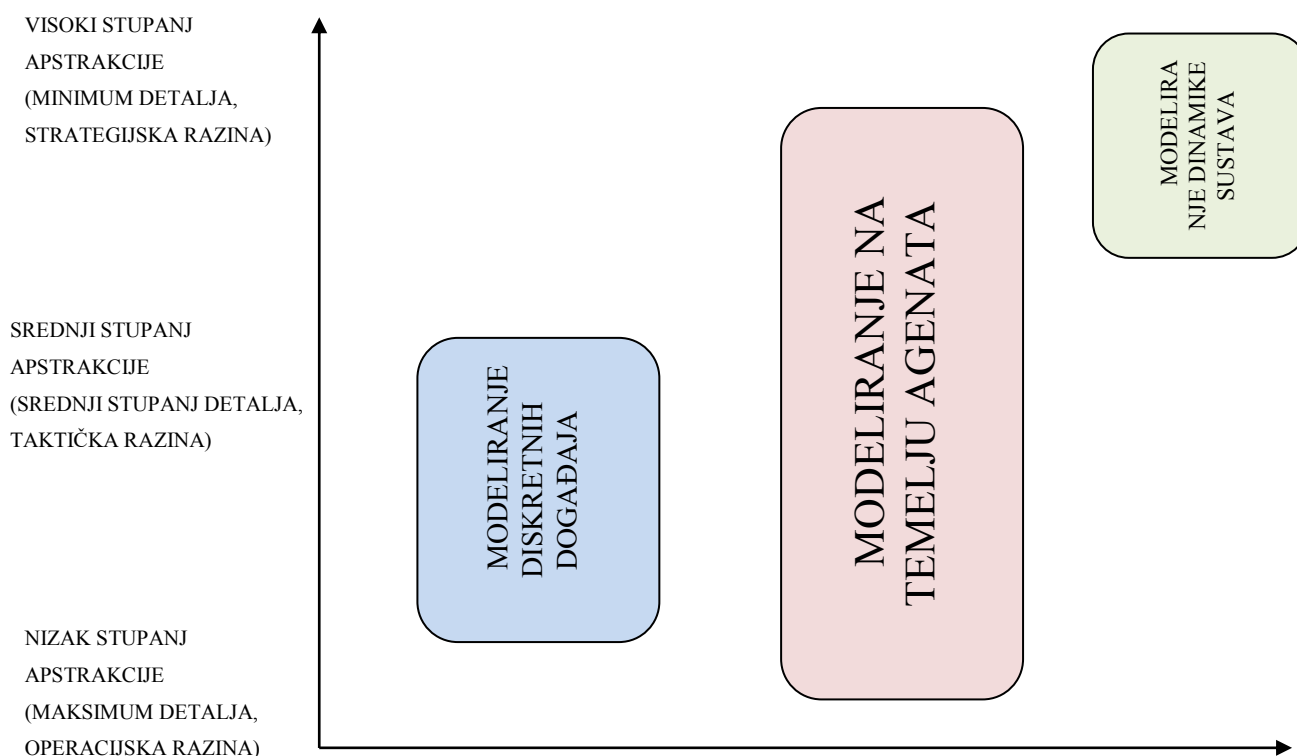 VISOKI STUPANJ
APSTRAKCIJE
(MINIMUM DETALJA,
STRATEGIJSKA RAZINA)
SREDNJI STUPANJ
APSTRAKCIJE
(SREDNJI STUPANJ DETALJA,
TAKTIČKA RAZINA)
NIZAK STUPANJ
APSTRAKCIJE
(MAKSIMUM DETALJA,
OPERACIJSKA RAZINA)
MODELIRANJE
DISKRETNIH
DOGAĐAJA
MODELIRANJE NA
TEMELJU AGENATA
MODELIRA
NJE DINAMIKE
SUSTAVA